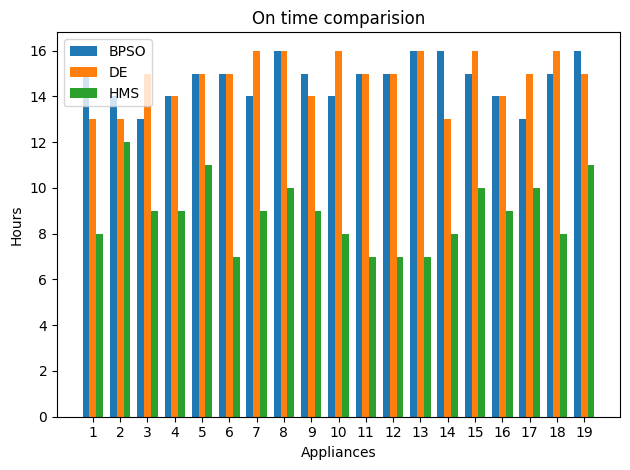 On time comparision
BPSO
DE
HMS
Hours
16
14
12
10
8
6
4
2
0
1 2 3 4 5 6 7 8 9 10 11 12 13 14 15 16 17 18 19
Appliances